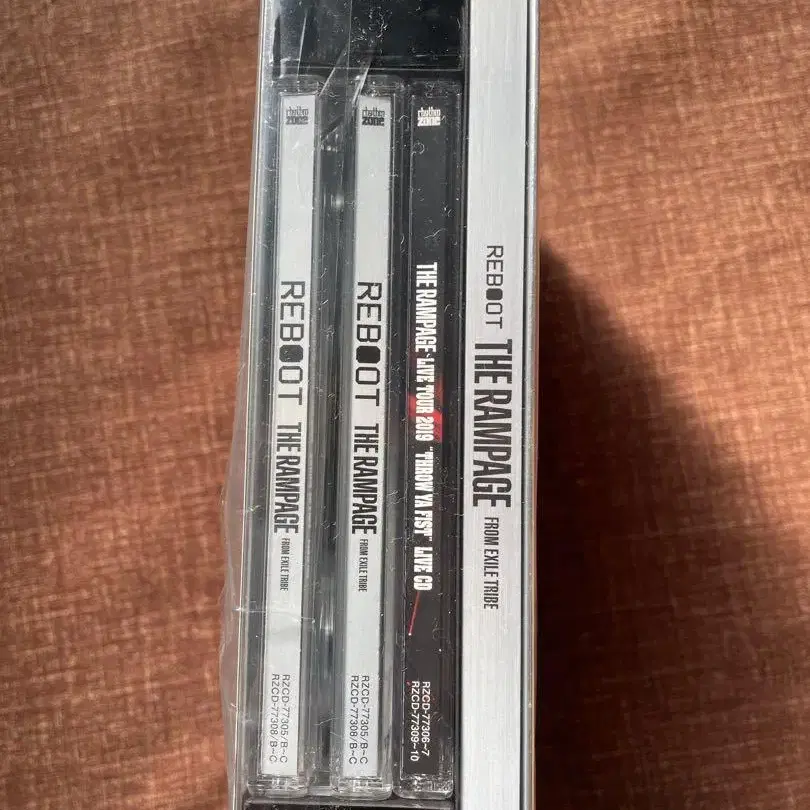 rhythm
zone
REBOOT THE RAMPAGE FROM EXILE TRIBE
RZCD-77305/B~C
RZCD-77308/B~C
rhythm
zone
REBOOT THE RAMPAGE FROM EXILE TRIBE
RZCD-77305/B~C
RZCD-77308/B~C
rhythm
zone
THE RAMPAGE LIVE TOUR 2019 "THROW YA FIST" LIVE CD
RZCD-77306~7
RZCD-77309~10
REBOOT THE RAMPAGE FROM EXILE TRIBE